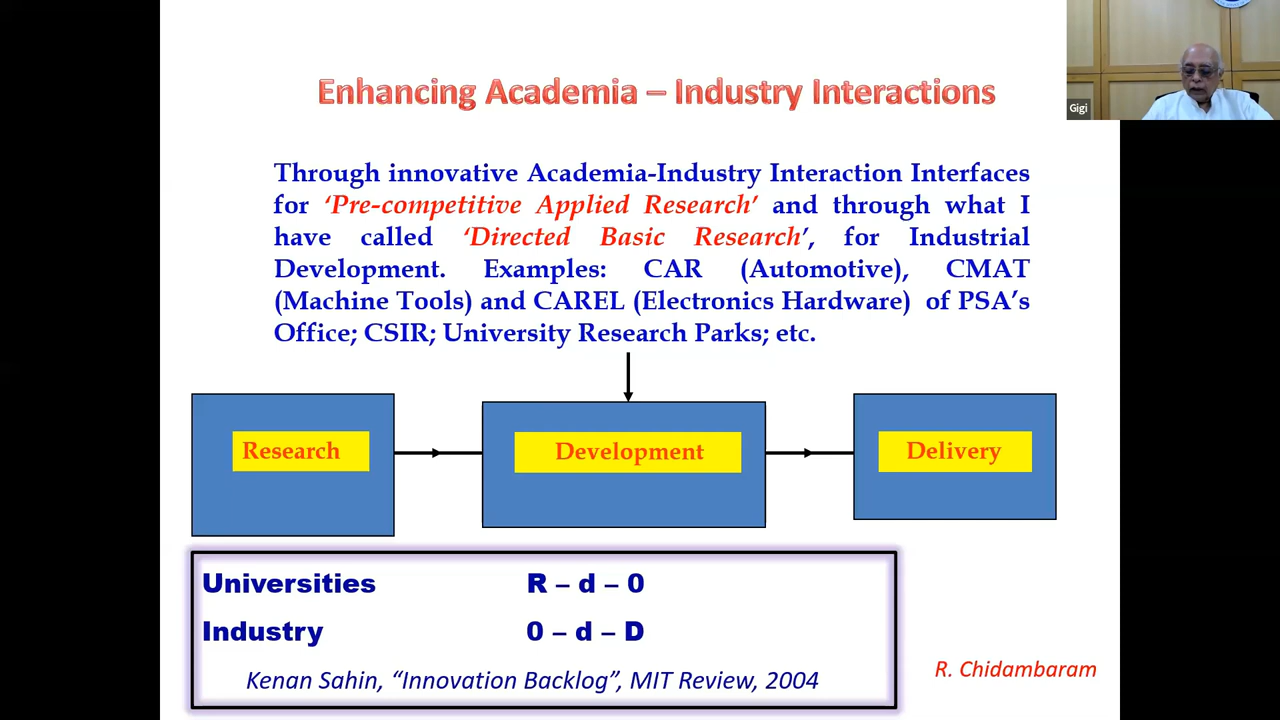 Enhancing Academia – Industry Interactions
Gigi
Through innovative Academia-Industry Interaction Interfaces
for ‘Pre-competitive Applied Research’ and through what I
have called ‘Directed Basic Research’, for Industrial
Development. Examples: CAR (Automotive), CMAT
(Machine Tools) and CAREL (Electronics Hardware) of PSA’s
Office; CSIR; University Research Parks; etc.
Research
Development
Delivery
Universities R – d – 0
Industry 0 – d – D
Kenan Sahin, “Innovation Backlog”, MIT Review, 2004
R. Chidambaram